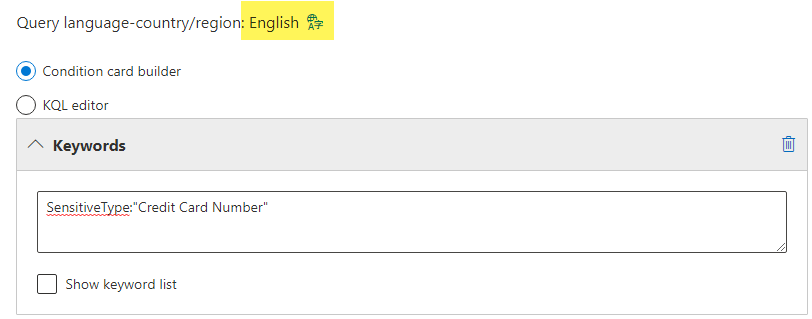 Query language-country/region: English
Condition card builder
KQL editor
Keywords
SensitiveType:"Credit Card Number"
Show keyword list